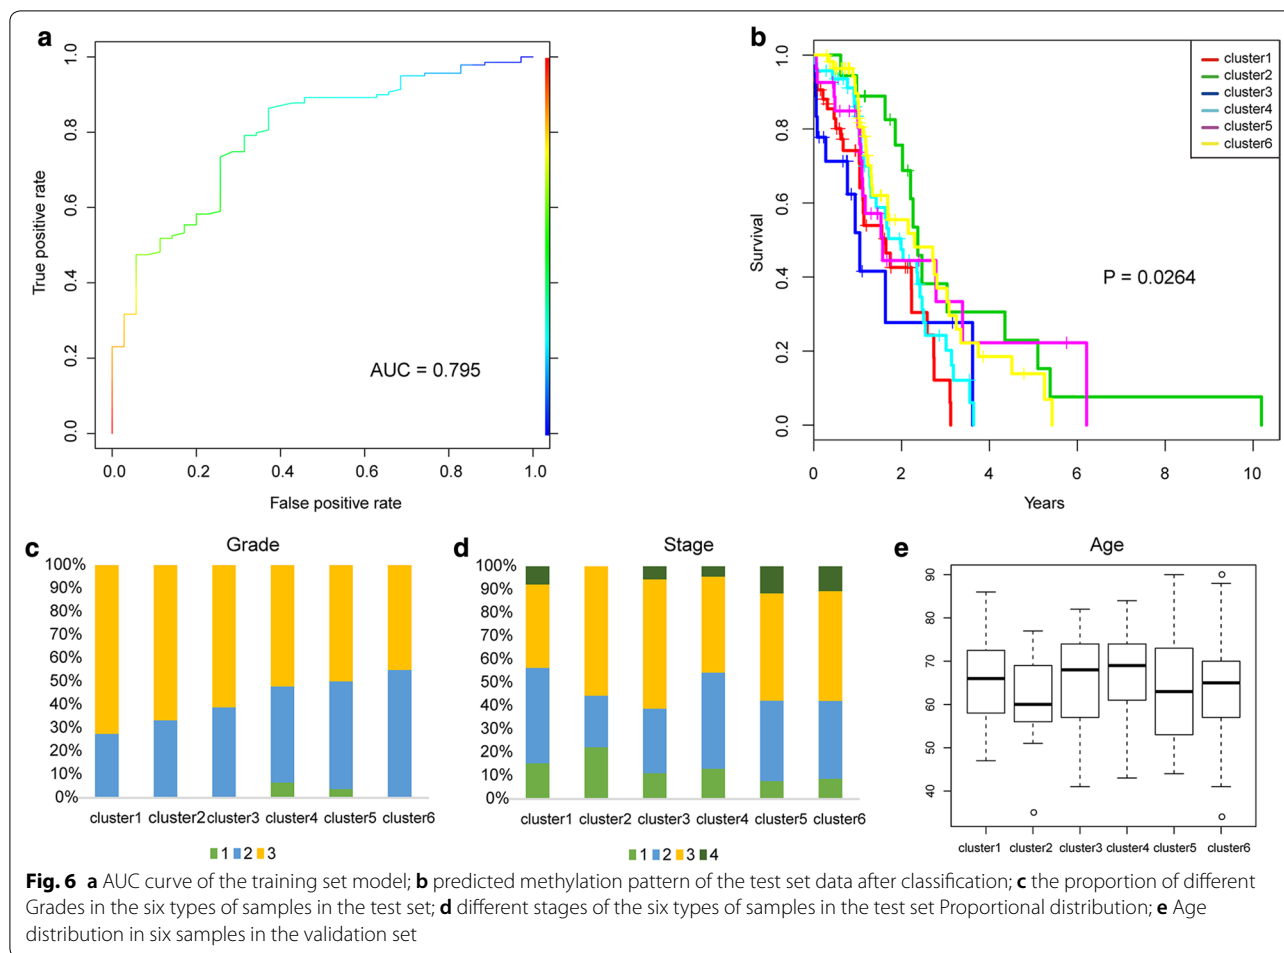 a
True positive rate
1.0
0.8
0.6
0.4
0.2
0.0
AUC = 0.795
0.0 0.2 0.4 0.6 0.8 1.0
False positive rate
b
Survival
1.0
0.8
0.6
0.4
0.2
0.0
cluster1
cluster2
cluster3
cluster4
cluster5
cluster6
P = 0.0264
0 2 4 6 8 10
Years
c
Grade
100%
90%
80%
70%
60%
50%
40%
30%
20%
10%
0%
cluster1 cluster2 cluster3 cluster4 cluster5 cluster6
1 2 3
d
Stage
100%
90%
80%
70%
60%
50%
40%
30%
20%
10%
0%
cluster1 cluster2 cluster3 cluster4 cluster5 cluster6
1 2 3 4
e
Age
90
80
70
60
50
40
cluster1 cluster2 cluster3 cluster4 cluster5 cluster6
Fig. 6 a AUC curve of the training set model; b predicted methylation pattern of the test set data after classification; c the proportion of different
Grades in the six types of samples in the test set; d different stages of the six types of samples in the test set Proportional distribution; e Age
distribution in six samples in the validation set